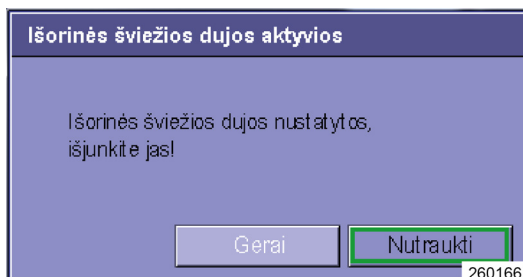 Išorinės šviežios dujos aktyvios
Išorinės šviežios dujos nustatytos,
išjunkite jas!
Gerai Nutraukti
260166